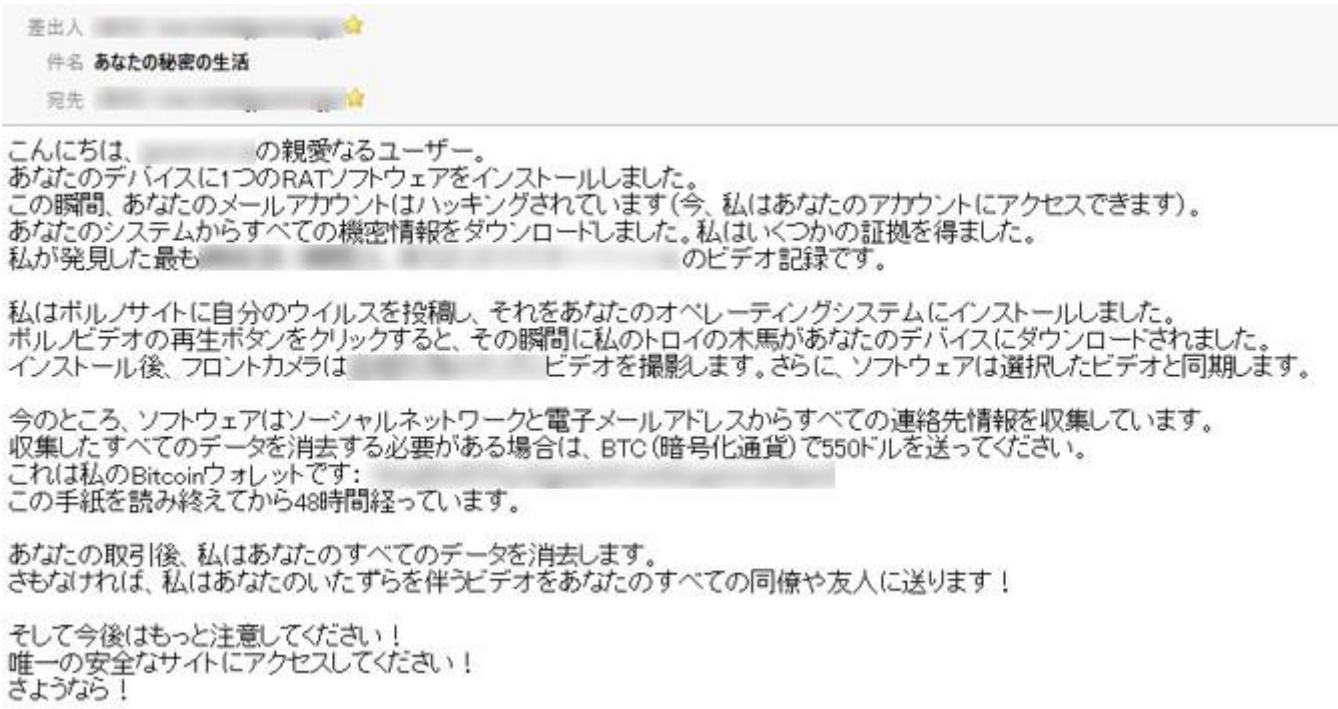 差出人
件名 あなたの秘密の生活
宛先
こんにちは、 の親愛なるユーザー。
あなたのデバイスに1つのRATソフトウェアをインストールしました。
この瞬間、あなたのメールアカウントはハッキングされています(今、私はあなたのアカウントにアクセスできます)。
あなたのシステムからすべての機密情報をダウンロードしました。私はいくつかの証拠を得ました。
私が発見した最も のビデオ記録です。
私はポルノサイトに自分のウイルスを投稿し、それをあなたのオペレーティングシステムにインストールしました。
ポルノビデオの再生ボタンをクリックすると、その瞬間に私のトロイの木馬があなたのデバイスにダウンロードされました。
インストール後、フロントカメラは ビデオを撮影します。さらに、ソフトウェアは選択したビデオと同期します。
今のところ、ソフトウェアはソーシャルネットワークと電子メールアドレスからすべての連絡先情報を収集しています。
収集したすべてのデータを消去する必要がある場合は、BTC(暗号化通貨)で550ドルを送ってください。
これは私のBitcoinウォレットです:
この手紙を読み終えてから48時間経っています。
あなたの取引後、私はあなたのすべてのデータを消去します。
さもなければ、私はあなたのいたずらを伴うビデオをあなたのすべての同僚や友人に送ります!
そして今後はもっと注意してください!
唯一の安全なサイトにアクセスしてください!
さようなら!